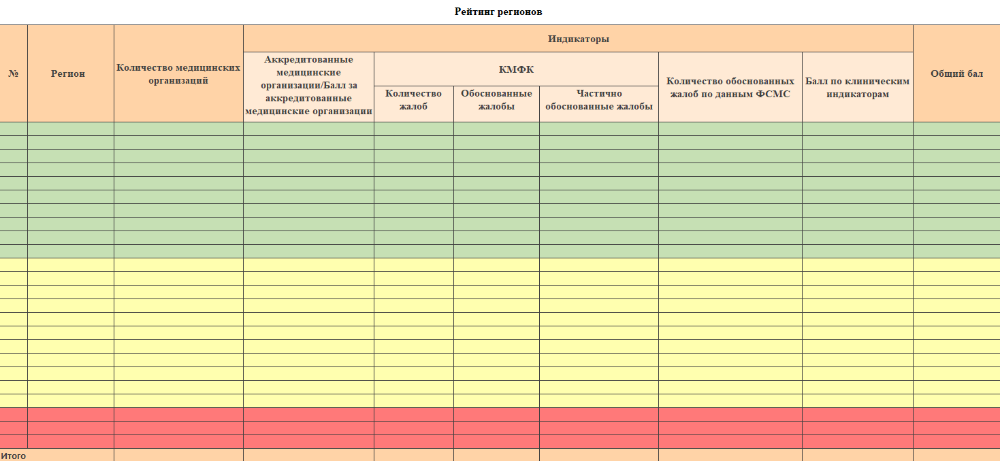 Рейтинг регионов
№
Регион
Количество медицинских
организаций
Индикаторы
Аккредитованные
медицинские
организации/Балл за
аккредитованные
медицинские организации
КМФК
Количество
жалоб
Обоснованные
жалобы
Частично
обоснованные жалобы
Количество обоснованных
жалоб по данным ФСМС
Балл по клиническим
индикаторам
Общий бал
Итого